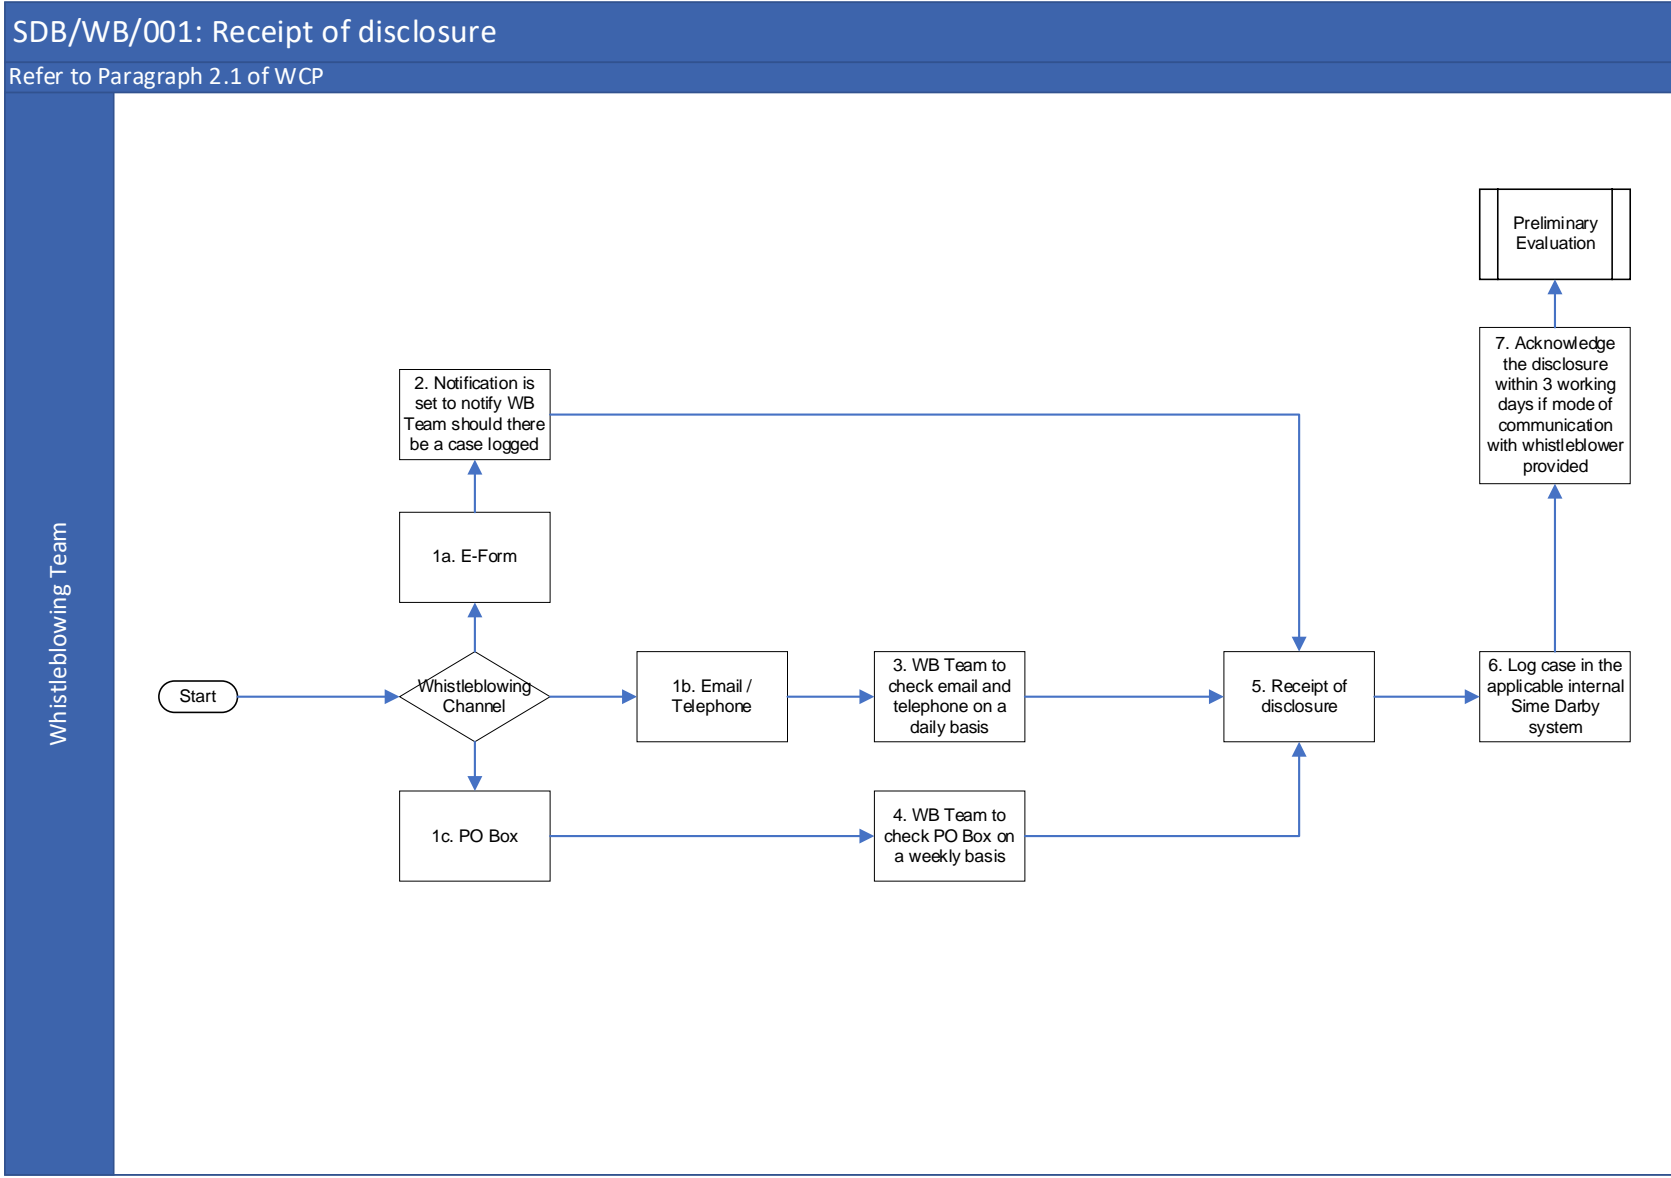 SDB/WB/001: Receipt of disclosure
Refer to Paragraph 2.1 of WCP
Whistleblowing Team
Start
Whistleblowing
Channel
1a. E-Form
2. Notification is
set to notify WB
Team should there
be a case logged
1b. Email /
Telephone
3. WB Team to
check email and
telephone on a
daily basis
1c. PO Box
4. WB Team to
check PO Box on
a weekly basis
5. Receipt of
disclosure
6. Log case in the
applicable internal
Sime Darby
system
7. Acknowledge
the disclosure
within 3 working
days if mode of
communication
with whistleblower
provided
Preliminary
Evaluation